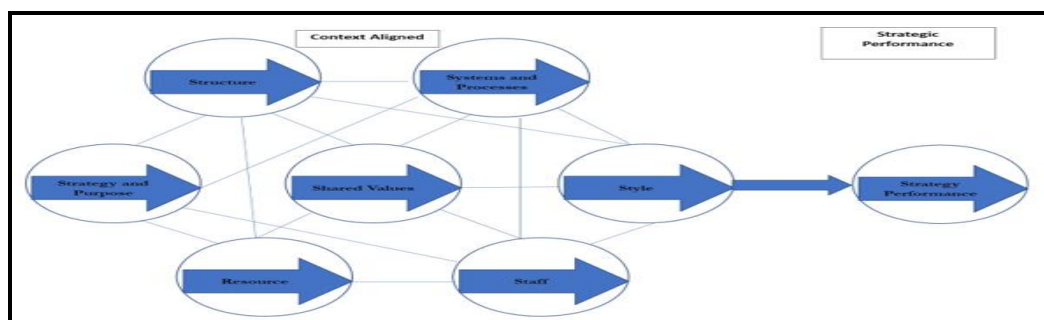 Context Aligned
Strategic
Performance
Structure
Systems and
Processes
Strategy and
Purpose
Shared Values
Style
Strategy
Performance
Resource
Staff